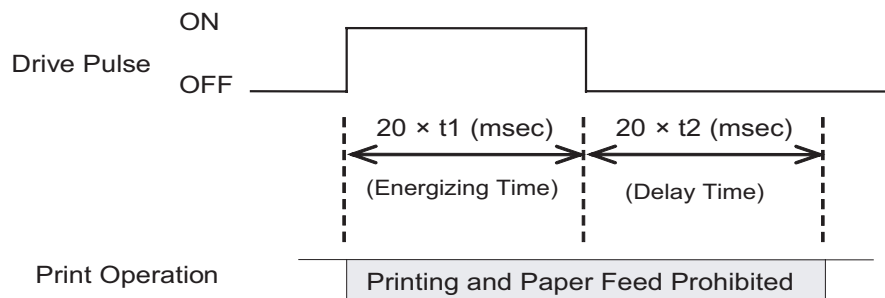 ON
Drive Pulse
OFF
20 × t1 (msec) 20 × t2 (msec)
(Energizing Time) (Delay Time)
Print Operation Printing and Paper Feed Prohibited